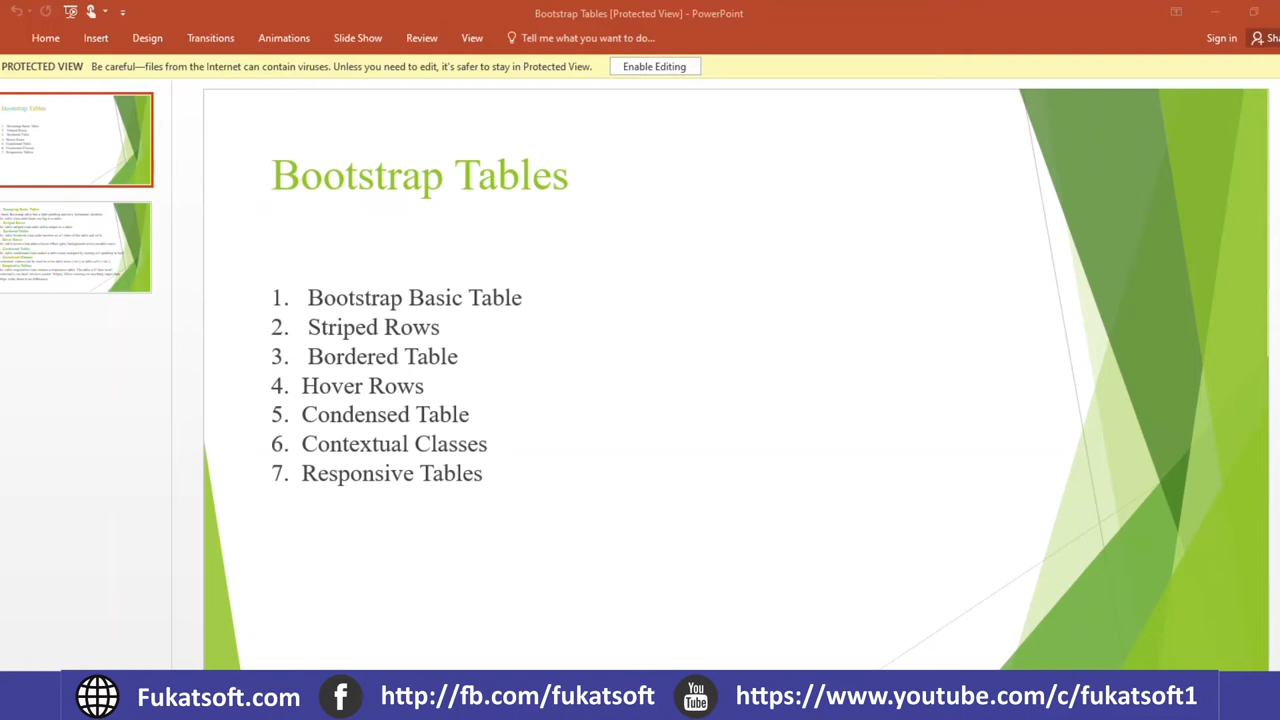 Bootstrap Tables [Protected View] - PowerPoint
Home Insert Design Transitions Animations Slide Show Review View Tell me what you want to do... Sign in Sha
PROTECTED VIEW Be careful—files from the Internet can contain viruses. Unless you need to edit, it's safer to stay in Protected View. Enable Editing
Bootstrap Tables
1. Bootstrap Basic Table
2. Striped Rows
3. Bordered Table
4. Hover Rows
5. Condensed Table
6. Contextual Classes
7. Responsive Tables
Fukatsoft.com f http://fb.com/fukatsoft You Tube https://www.youtube.com/c/fukatsoft1